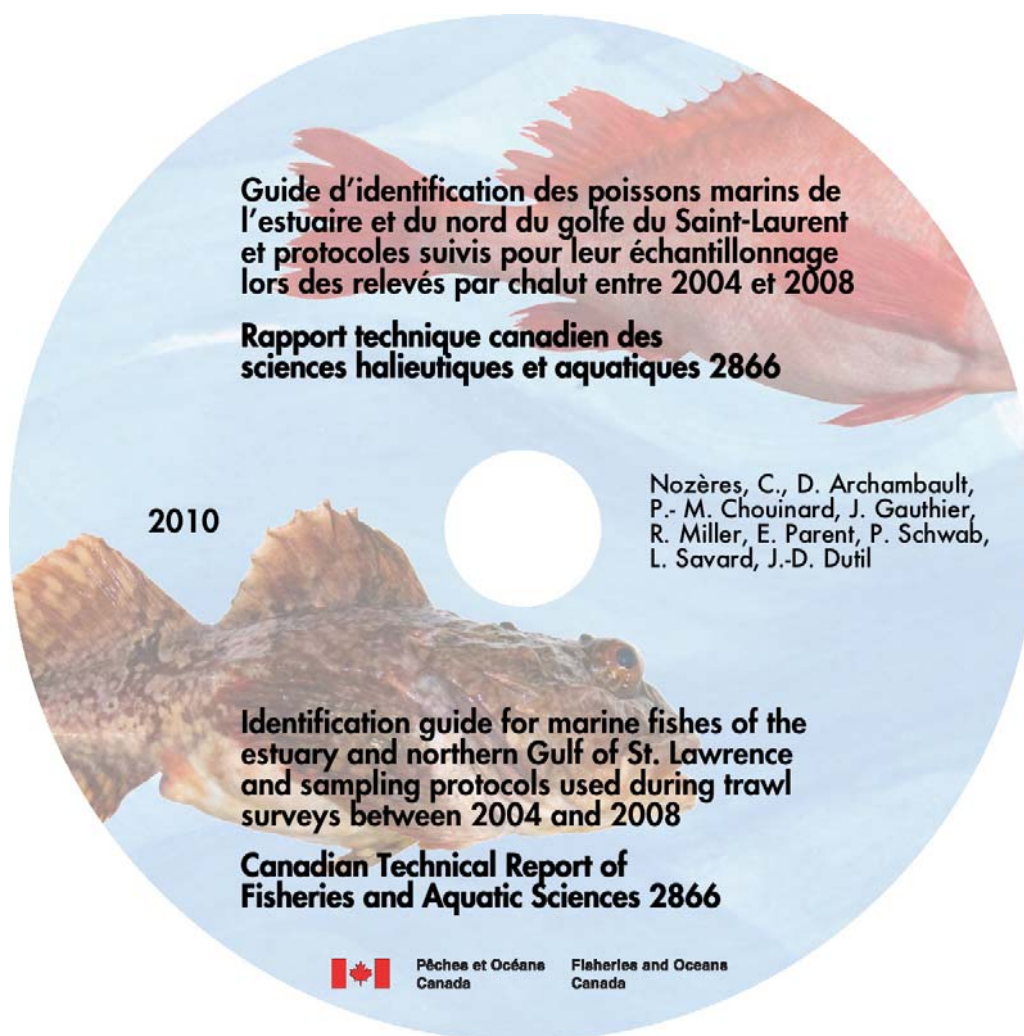 Guide d'identification des poissons marins de
l'estuaire et du nord du golfe du Saint-Laurent
et protocoles suivis pour leur échantillonnage
lors des relevés par chalut entre 2004 et 2008
Rapport technique canadien des
sciences halieutiques et aquatiques 2866
2010
Nozères, C., D. Archambault,
P.- M. Chouinard, J. Gauthier,
R. Miller, E. Parent, P. Schwab,
L. Savard, J.-D. Dutil
Identification guide for marine fishes of the
estuary and northern Gulf of St. Lawrence
and sampling protocols used during trawl
surveys between 2004 and 2008
Canadian Technical Report of
Fisheries and Aquatic Sciences 2866
Pêches et Océans
Canada
Fisheries and Oceans
Canada